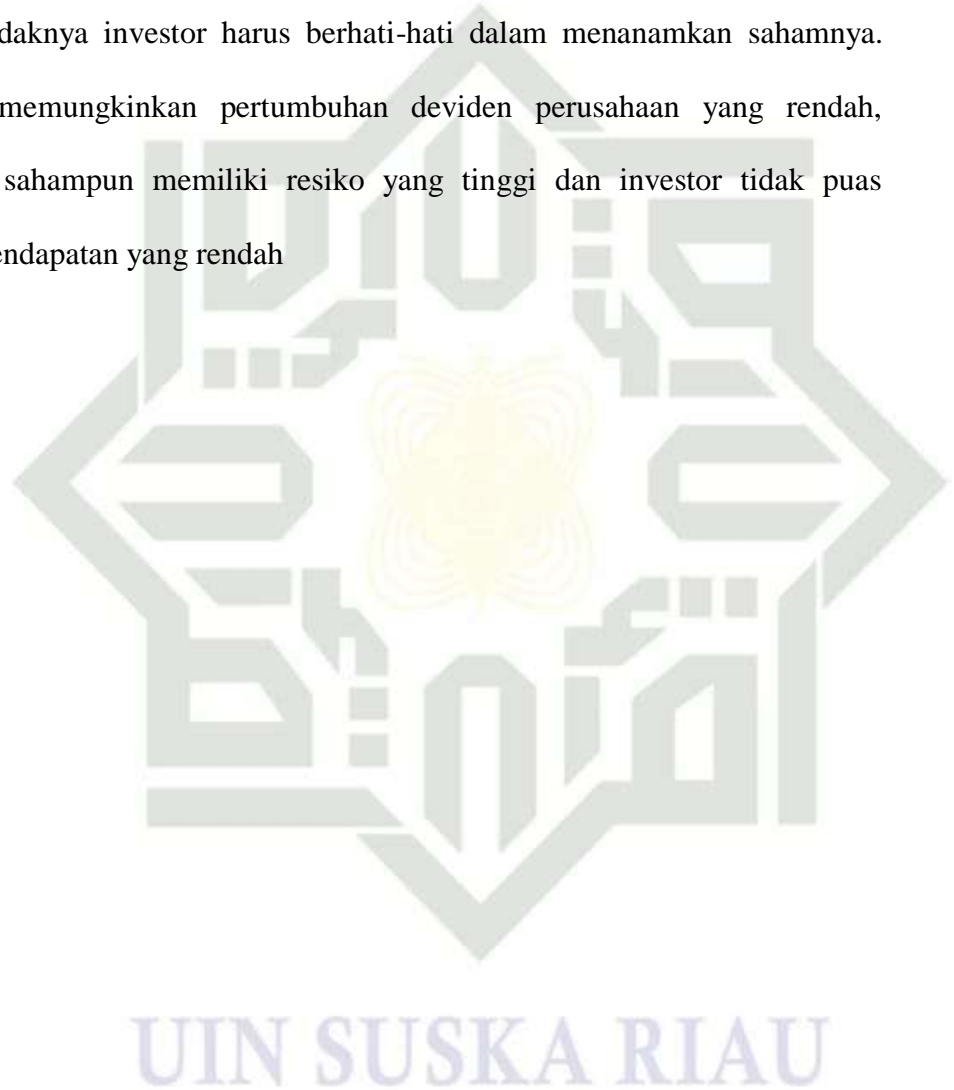 daknya investor harus berhati-hati dalam menanamkan sahamnya.
memungkinkan pertumbuhan deviden perusahaan yang rendah,
sahampun memiliki resiko yang tinggi dan investor tidak puas
endapatan yang rendah
UIN SUSKA RIAU